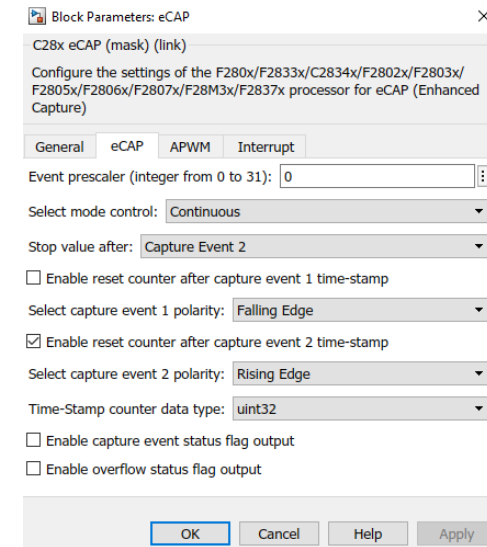 Block Parameters: eCAP
C28x eCAP (mask) (link)
Configure the settings of the F280x/F2833x/C2834x/F2802x/F2803x/
F2805x/F2806x/F2807x/F28M3x/F2837x processor for eCAP (Enhanced
Capture)
General eCAP APWM Interrupt
Event prescaler (integer from 0 to 31): 0
Select mode control: Continuous
Stop value after: Capture Event 2
Enable reset counter after capture event 1 time-stamp
Select capture event 1 polarity: Falling Edge
Enable reset counter after capture event 2 time-stamp
Select capture event 2 polarity: Rising Edge
Time-Stamp counter data type: uint32
Enable capture event status flag output
Enable overflow status flag output
OK Cancel Help Apply